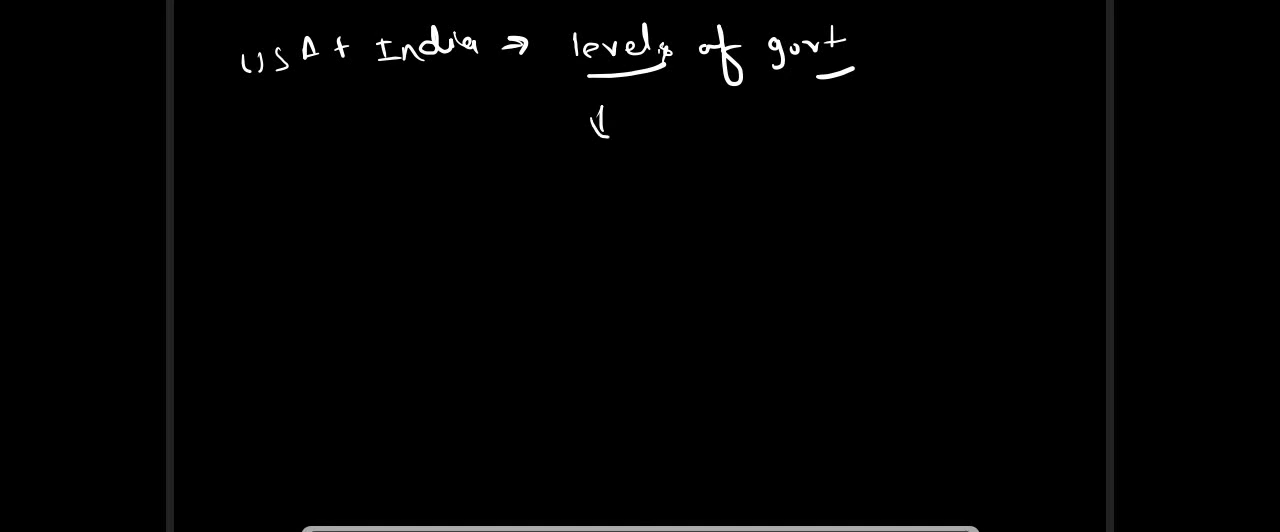 USA + India → levels of govt
↓